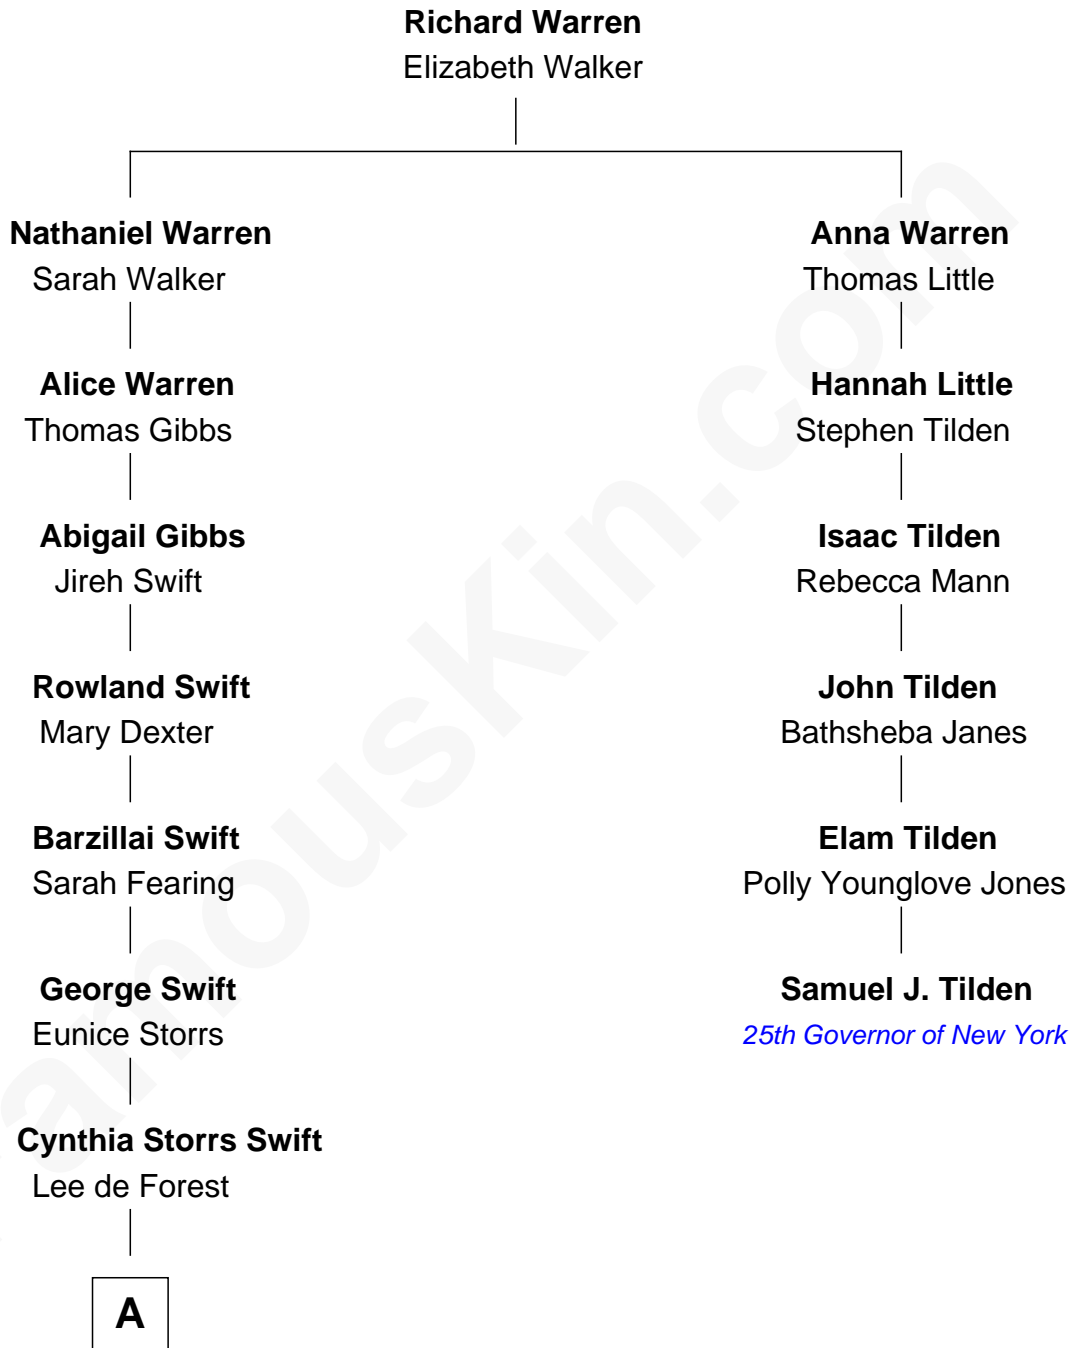 Richard Warren
Elizabeth Walker
Nathaniel Warren
Sarah Walker
Anna Warren
Thomas Little
Alice Warren
Thomas Gibbs
Hannah Little
Stephen Tilden
Abigail Gibbs
Jireh Swift
Isaac Tilden
Rebecca Mann
Rowland Swift
Mary Dexter
John Tilden
Bathsheba Janes
Barzillai Swift
Sarah Fearing
Elam Tilden
Polly Younglove Jones
George Swift
Eunice Storrs
Samuel J. Tilden
25th Governor of New York
Cynthia Storrs Swift
Lee de Forest
A
amousKin.com